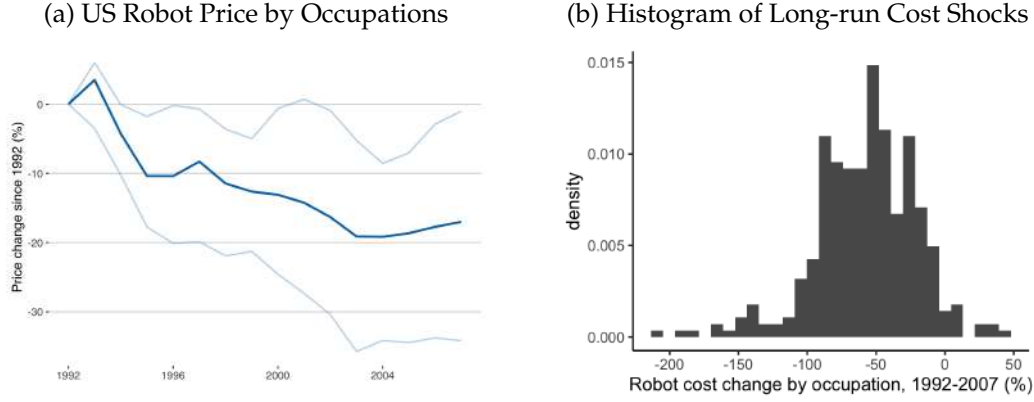 (a) US Robot Price by Occupations
Price change since 1992 (%)
0
-10
-20
-30
1992 1996 2000 2004
(b) Histogram of Long-run Cost Shocks
density
0.015
0.010
0.005
0.000
-200 -150 -100 -50 0 50
Robot cost change by occupation, 1992-2007 (%)